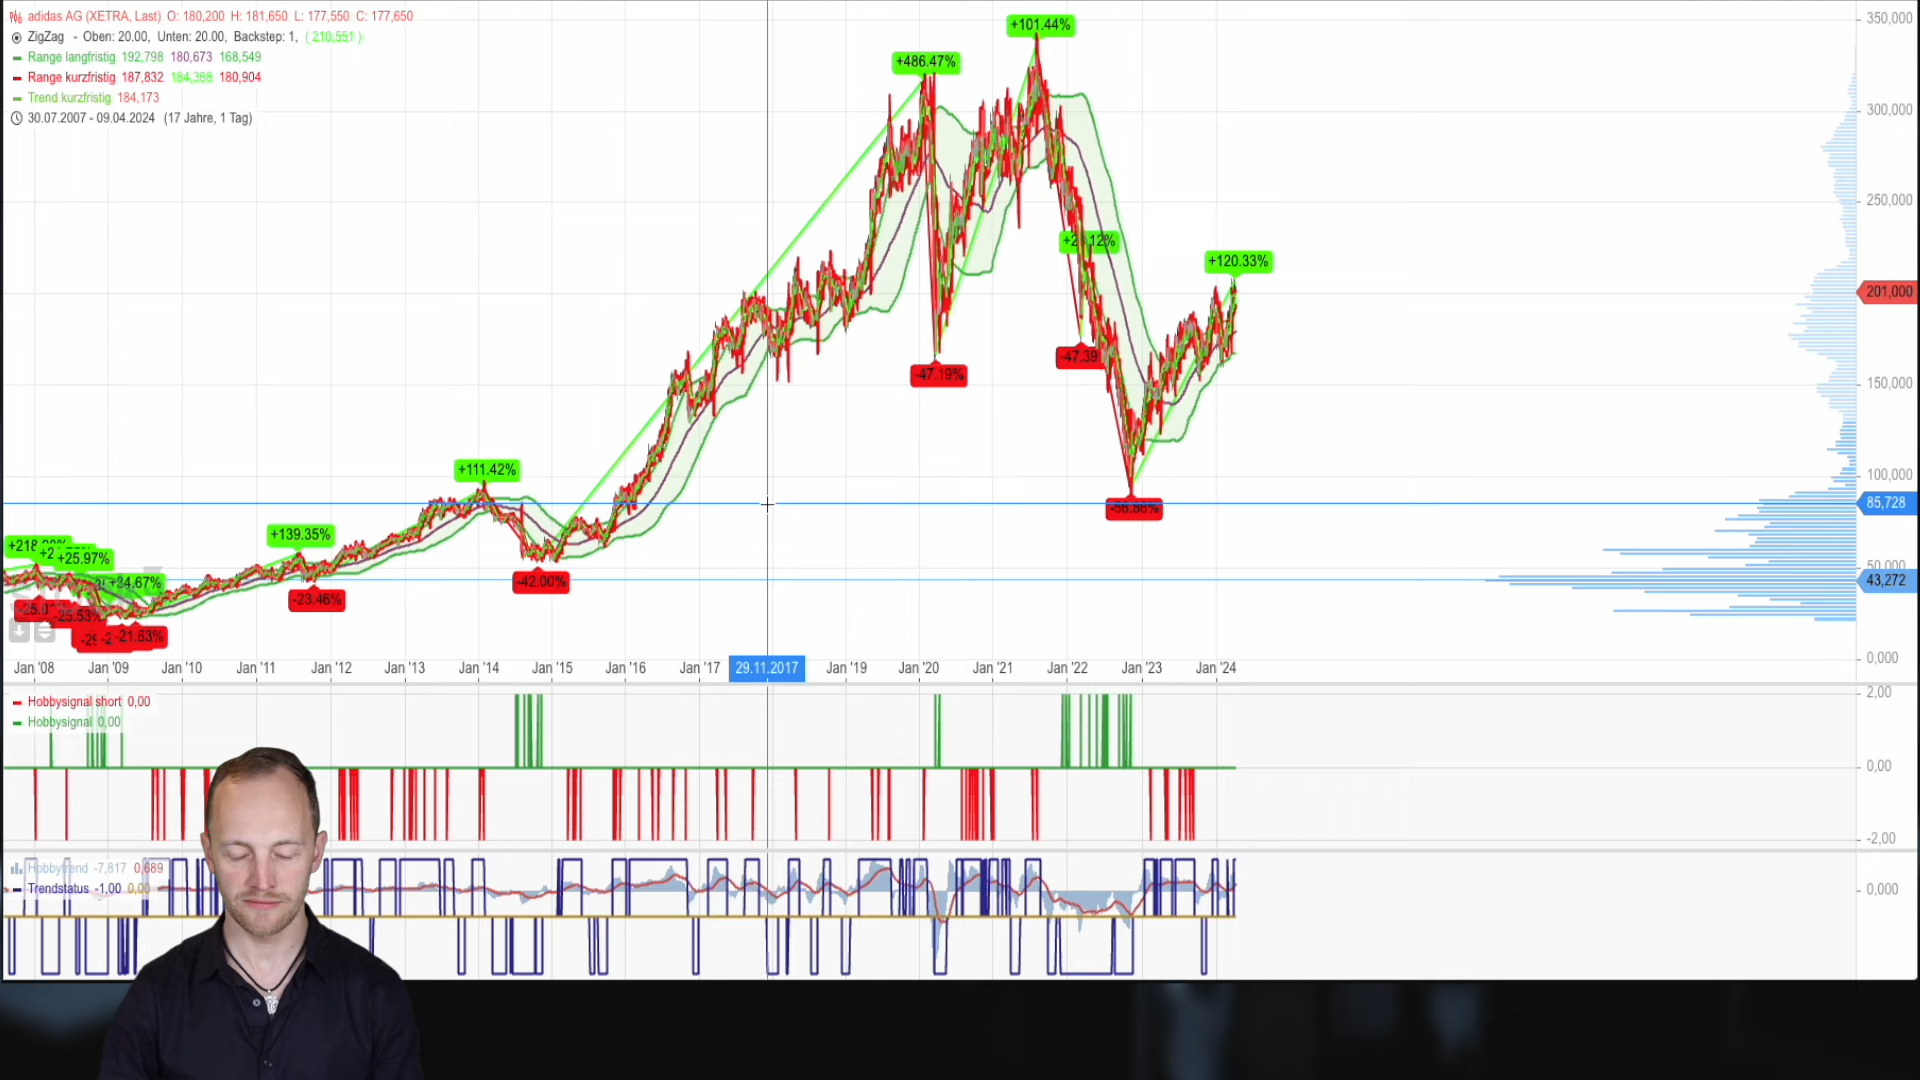 adidas AG (XETRA, Last) O: 180,200 H: 181,650 L: 177,550 C: 177,650
ZigZag - Oben: 20.00, Unten: 20.00, Backstep: 1, ( 210,551 )
Range langfristig 192,798 180,673 168,549
Range kurzfristig 187,832 184,368 180,904
Trend kurzfristig 184,173
30.07.2007 - 09.04.2024 (17 Jahre, 1 Tag)
+101.44%
+486.47%
+120.33%
-47.19%
-47.39
+111.42%
-56.86%
+139.35%
+25.97%
+34.67%
-42.00%
-23.46%
-25.53%
-21.63%
350,000
300,000
250,000
201,000
150,000
100,000
85,728
50,000
43,272
0,000
Jan '08 Jan '09 Jan '10 Jan '11 Jan '12 Jan '13 Jan '14 Jan '15 Jan '16 Jan '17 29.11.2017 Jan '19 Jan '20 Jan '21 Jan '22 Jan '23 Jan '24
Hobbysignal short 0,00
Hobbysignal 0,00
2,00
0,00
-2,00
Hobbytrend -7,817 0,689
Trendstatus -1,00 0,00
0,000